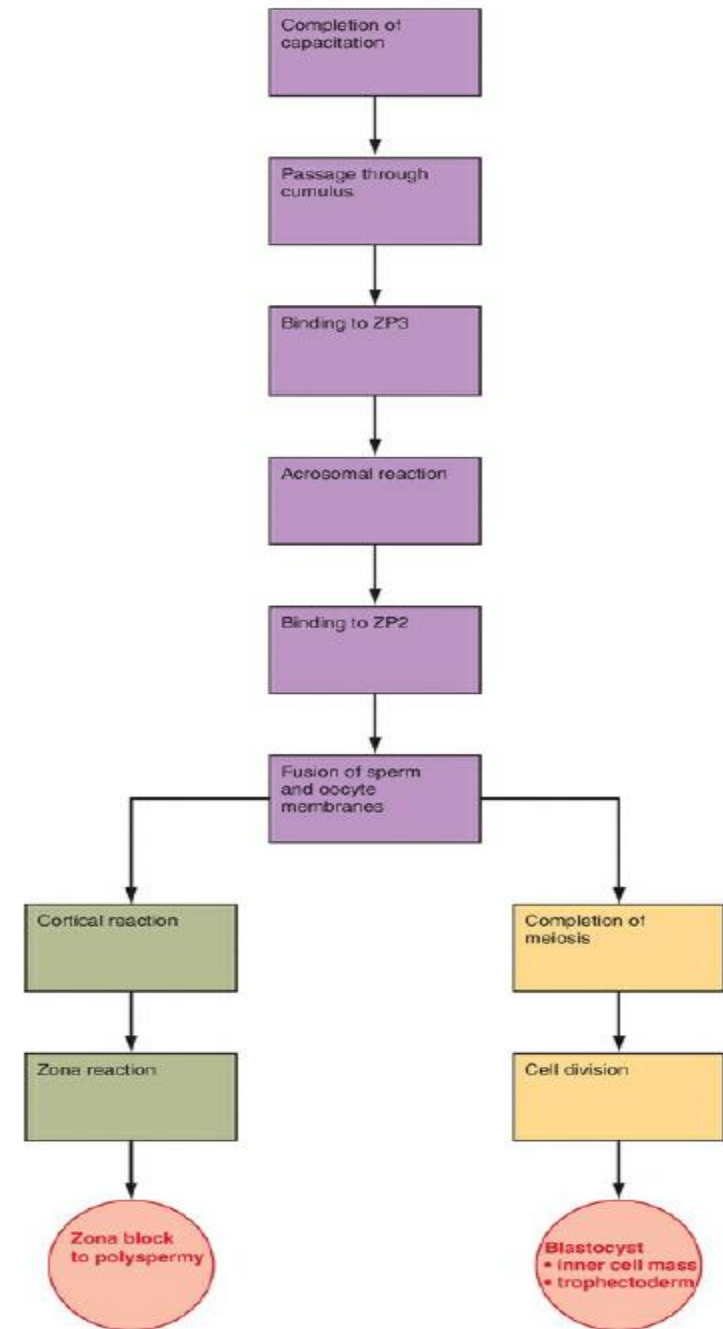 Completion of
capacitation
Passage through
cumulus
Binding to ZP3
Acrosomal reaction
Binding to ZP2
Fusion of sperm
and oocyte
membranes
Cortical reaction
Completion of
meiosis
Zona reaction
Cell division
Zona block
to polyspermy
Blastocyst
• inner cell mass
• trophectoderm